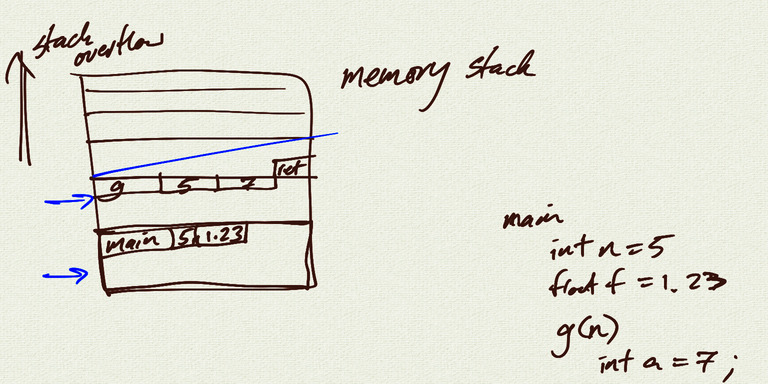 stack
overflow
memory stack
ret
g 5 7
main 5 1.23
main
int n = 5
float f = 1.23
g(n)
int a = 7;